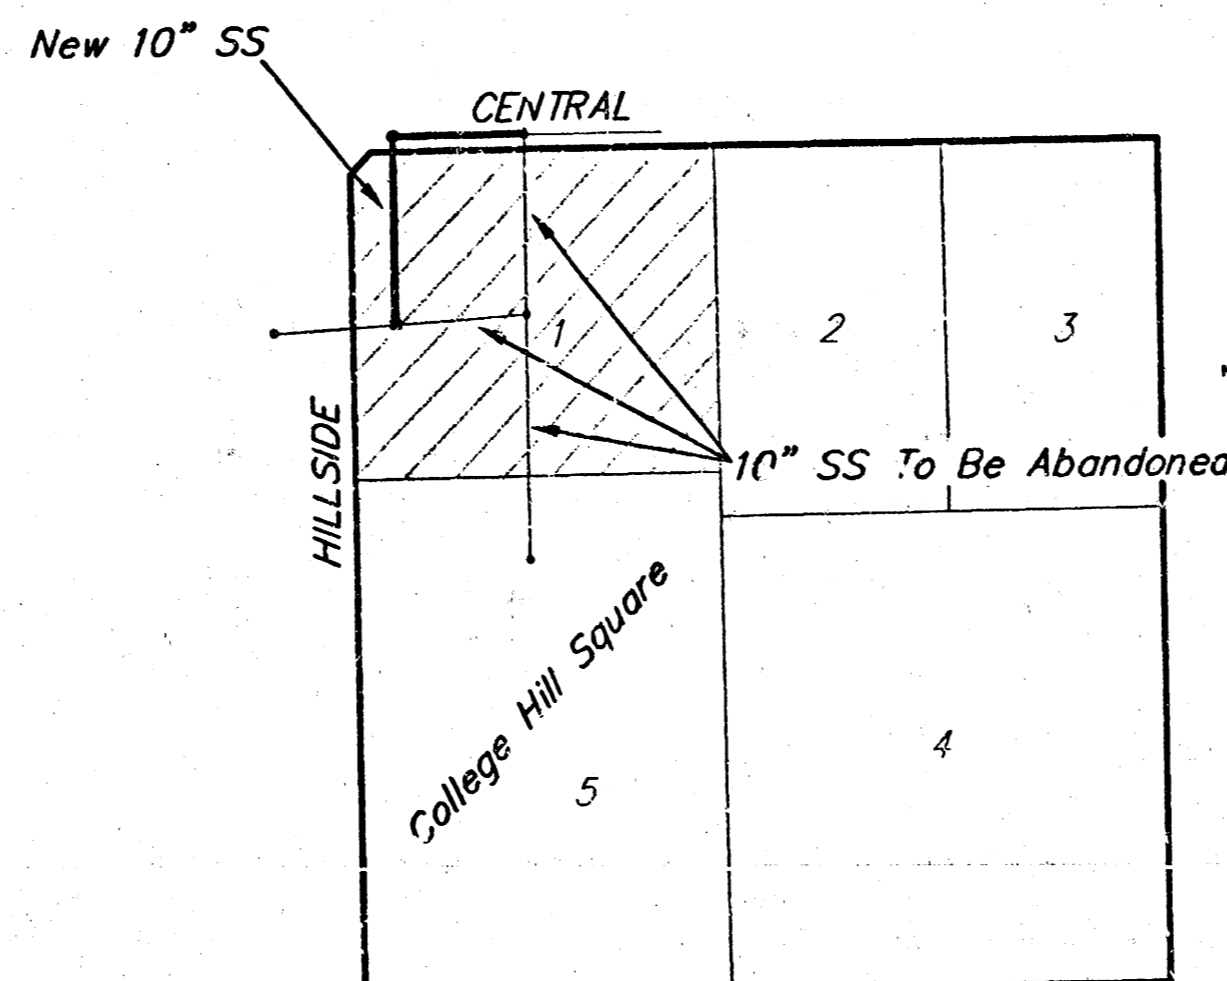 New 10" SS
CENTRAL
1
2
3
HILLSIDE
10" SS To Be Abandoned
College Hill Square
4
5